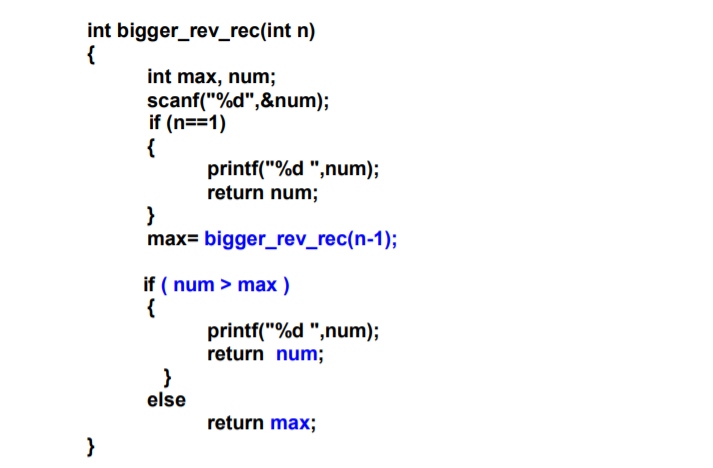 int bigger_rev_rec(int n)
{
int max, num;
scanf("%d",&num);
if (n==1)
{
printf("%d ",num);
return num;
}
max= bigger_rev_rec(n-1);
if ( num > max )
{
printf("%d ",num);
return num;
}
else
return max;
}